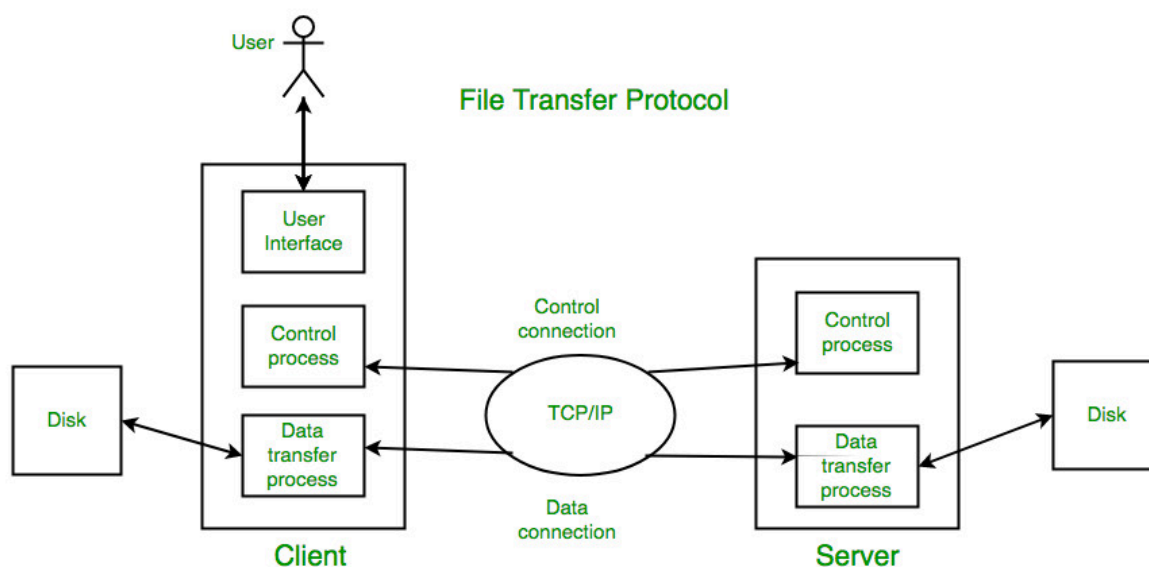 User
File Transfer Protocol
User
Interface
Control
process
Data
transfer
process
Disk
Client
Control
connection
TCP/IP
Data
connection
Control
process
Data
transfer
process
Disk
Server